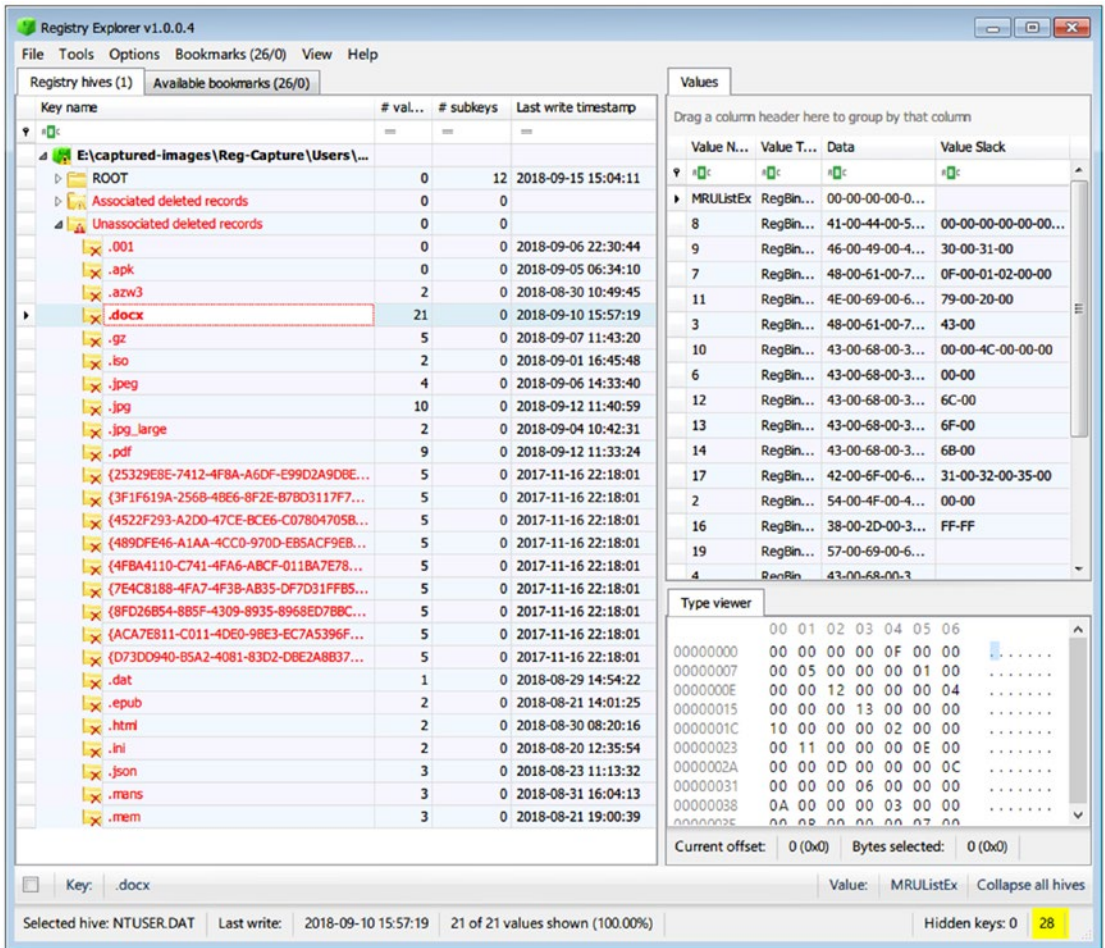 Registry Explorer v1.0.0.4
File Tools Options Bookmarks (26/0) View Help
Registry hives (1) Available bookmarks (26/0)
Key name # val... # subkeys Last write timestamp
E:\captured-images\Reg-Capture\Users\...
ROOT 0 12 2018-09-15 15:04:11
Associated deleted records 0 0
Unassociated deleted records 0 0
.001 0 0 2018-09-06 22:30:44
.apk 0 0 2018-09-05 06:34:10
.azw3 2 0 2018-08-30 10:49:45
.docx 21 0 2018-09-10 15:57:19
.gz 5 0 2018-09-07 11:43:20
.iso 2 0 2018-09-01 16:45:48
.jpeg 4 0 2018-09-06 14:33:40
.jpg 10 0 2018-09-12 11:40:59
.jpg_large 2 0 2018-09-04 10:42:31
.pdf 9 0 2018-09-12 11:33:24
{25329E8E-7412-4F8A-A6DF-E99D2A9DBE... 5 0 2017-11-16 22:18:01
{3F1F619A-256B-4BE6-8F2E-B7BD3117F7... 5 0 2017-11-16 22:18:01
{4522F293-A2D0-47CE-BCE6-C07804705B... 5 0 2017-11-16 22:18:01
{489DFE46-A1AA-4CC0-970D-EB5ACF9EB... 5 0 2017-11-16 22:18:01
{4FBA4110-C741-4FA6-ABCF-011BA7E78... 5 0 2017-11-16 22:18:01
{7E4C8188-4FA7-4F3B-AB35-DF7D31FFB5... 5 0 2017-11-16 22:18:01
{8FD26B54-8B5F-4309-8935-8968ED7BBC... 5 0 2017-11-16 22:18:01
{ACA7E811-C011-4DE0-9BE3-EC7A5396F... 5 0 2017-11-16 22:18:01
{D73DD940-B5A2-4081-83D2-DBE2A8B37... 5 0 2017-11-16 22:18:01
.dat 1 0 2018-08-29 14:54:22
.epub 2 0 2018-08-21 14:01:25
.html 2 0 2018-08-30 08:20:16
.ini 2 0 2018-08-20 12:35:54
.json 3 0 2018-08-23 11:13:32
.mans 3 0 2018-08-31 16:04:13
.mem 3 0 2018-08-21 19:00:39
Values
Drag a column header here to group by that column
Value N... Value T... Data Value Slack
MRUListEx RegBin... 00-00-00-00-0...
8 RegBin... 41-00-44-00-5... 00-00-00-00-00-00...
9 RegBin... 46-00-49-00-4... 30-00-31-00
7 RegBin... 48-00-61-00-7... 0F-00-01-02-00-00
11 RegBin... 4E-00-69-00-6... 79-00-20-00
3 RegBin... 48-00-61-00-7... 43-00
10 RegBin... 43-00-68-00-3... 00-00-4C-00-00-00
6 RegBin... 43-00-68-00-3... 00-00
12 RegBin... 43-00-68-00-3... 6C-00
13 RegBin... 43-00-68-00-3... 6F-00
14 RegBin... 43-00-68-00-3... 6B-00
17 RegBin... 42-00-6F-00-6... 31-00-32-00-35-00
2 RegBin... 54-00-4F-00-4... 00-00
16 RegBin... 38-00-2D-00-3... FF-FF
19 RegBin... 57-00-69-00-6...
4 RegBin 43-00-68-00-3
Type viewer
00 01 02 03 04 05 06
00000000 00 00 00 00 0F 00 00 .......
00000007 00 05 00 00 00 01 00 .......
0000000E 00 00 12 00 00 00 04 .......
00000015 00 00 00 13 00 00 00 .......
0000001C 10 00 00 00 02 00 00 .......
00000023 00 11 00 00 00 0E 00 .......
0000002A 00 00 0D 00 00 00 0C .......
00000031 00 00 00 06 00 00 00 .......
00000038 0A 00 00 00 03 00 00 .......
Current offset: 0 (0x0) Bytes selected: 0 (0x0)
Key: .docx Value: MRUListEx Collapse all hives
Selected hive: NTUSER.DAT Last write: 2018-09-10 15:57:19 21 of 21 values shown (100.00%) Hidden keys: 0 28